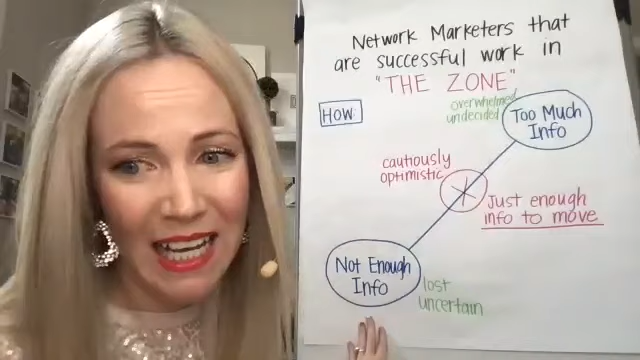 Network Marketers that
are successful work in
"THE ZONE"
HOW:
overwhelmed
undecided
Too Much
Info
cautiously
optimistic
Just enough
info to move
Not Enough
Info
lost
uncertain